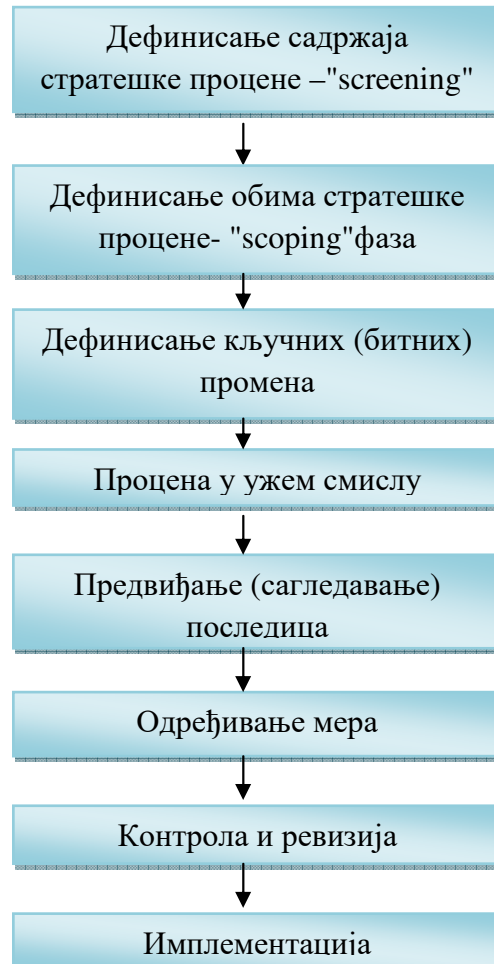 Дефинисање садржаја
стратешке процене –"screening"
Дефинисање обима стратешке
процене- "scoping"фаза
Дефинисање кључних (битних)
промена
Процена у ужем смислу
Предвиђање (сагледавање)
последица
Одређивање мера
Контрола и ревизија
Имплементација